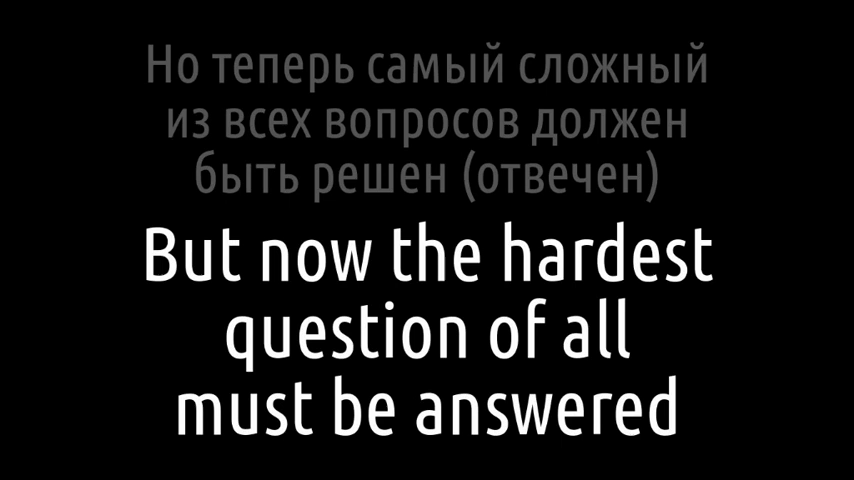 Но теперь самый сложный
из всех вопросов должен
быть решен (отвечен)
But now the hardest
question of all
must be answered